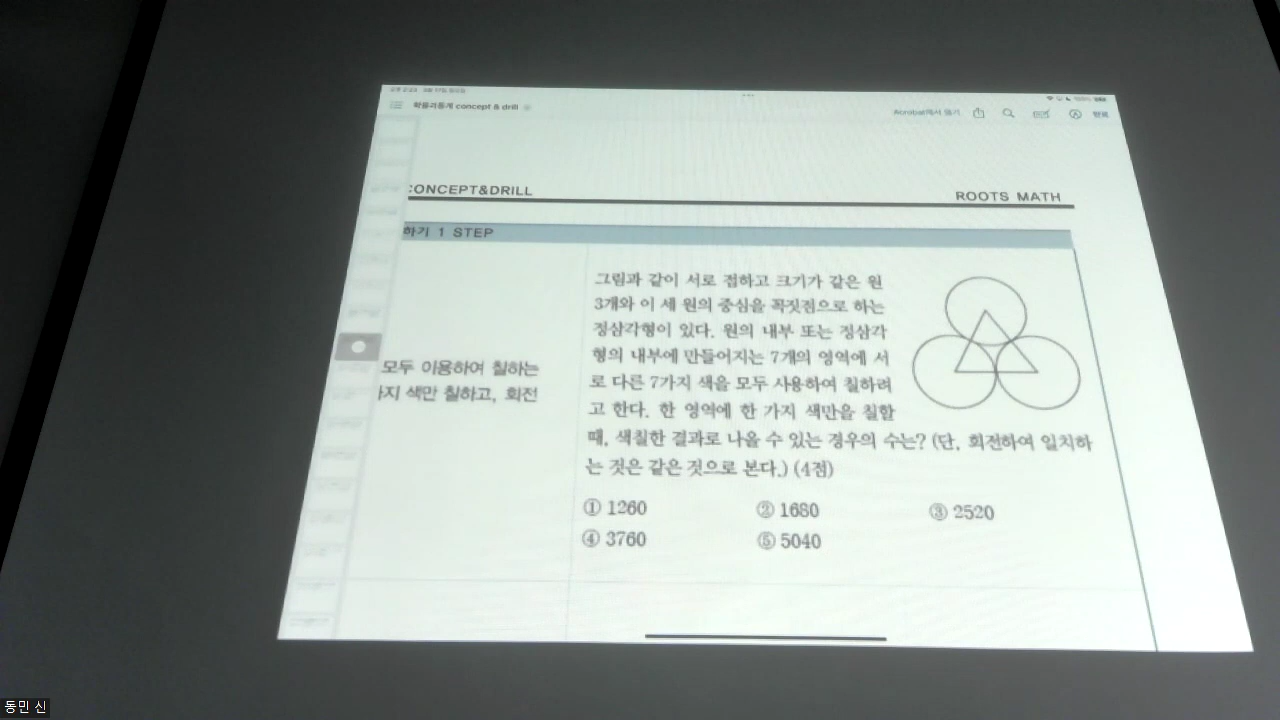 확률과통계 concept & drill
Acrobat에서 열기
CONCEPT&DRILL
ROOTS MATH
하기 1 STEP
모두 이용하여 칠하는
가지 색만 칠하고, 회전
그림과 같이 서로 접하고 크기가 같은 원
3개와 이 세 원의 중심을 꼭짓점으로 하는
정삼각형이 있다. 원의 내부 또는 정삼각
형의 내부에 만들어지는 7개의 영역에 서
로 다른 7가지 색을 모두 사용하여 칠하려
고 한다. 한 영역에 한 가지 색만을 칠할
때, 색칠한 결과로 나올 수 있는 경우의 수는? (단, 회전하여 일치하
는 것은 같은 것으로 본다.) (4점)
① 1260
② 1680
③ 2520
④ 3760
⑤ 5040
동민 신